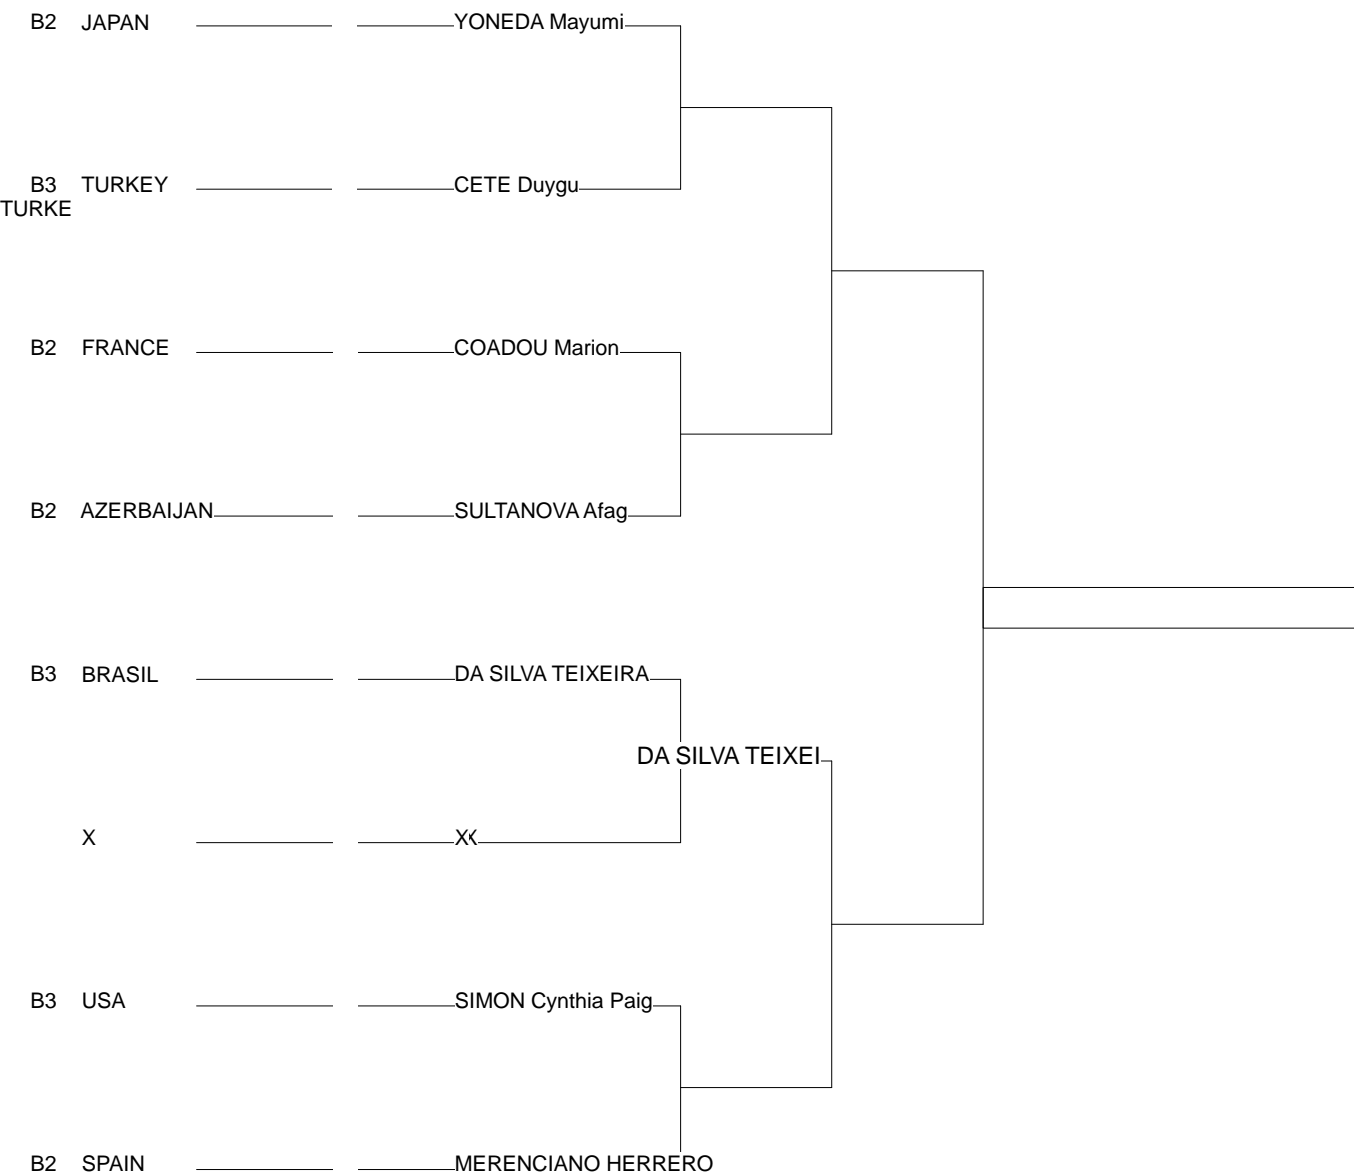 B2 JAPAN YONEDA Mayumi
B3 TURKEY CETE Duygu
TURKE
B2 FRANCE COADOU Marion
B2 AZERBAIJAN SULTANOVA Afag
B3 BRASIL DA SILVA TEIXEIRA
DA SILVA TEIXEI
X XX
B3 USA SIMON Cynthia Paig
B2 SPAIN MERENCIANO HERRERO